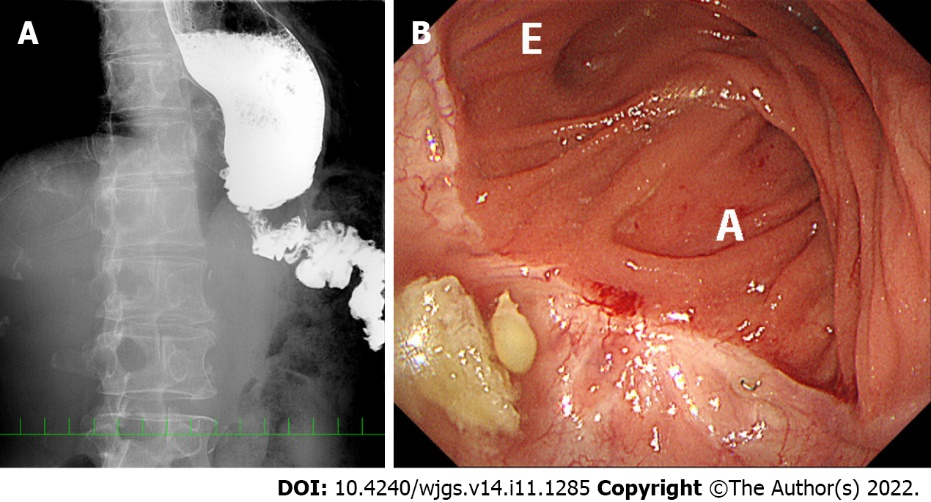 A
B
E
A
DOI: 10.4240/wjgs.v14.i11.1285 Copyright ©The Author(s) 2022.